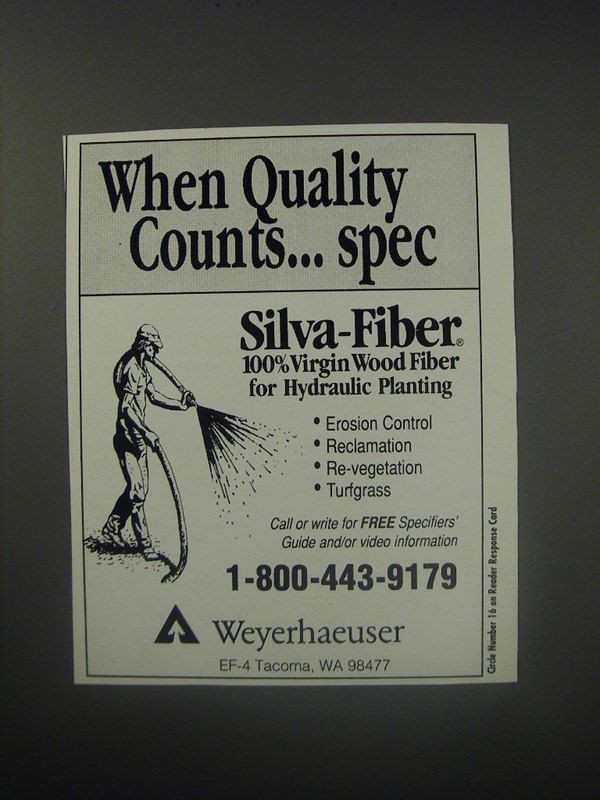 When Quality
Counts... spec
Silva-Fiber®
100% Virgin Wood Fiber
for Hydraulic Planting
• Erosion Control
• Reclamation
• Re-vegetation
• Turfgrass
Call or write for FREE Specifiers'
Guide and/or video information
1-800-443-9179
Weyerhaeuser
EF-4 Tacoma, WA 98477
Circle Number 16 on Reader Response Card